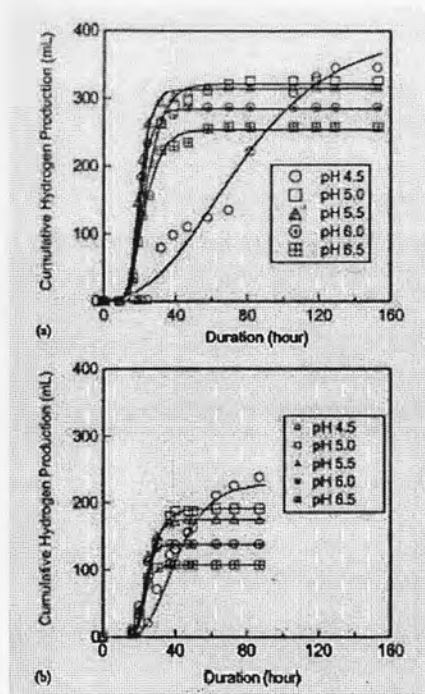 Cumulative Hydrogen Production (mL)
400
300
200
100
0
pH 4.5
pH 5.0
pH 5.5
pH 6.0
pH 6.5
0 40 80 120 160
(a)
Duration (hour)
Cumulative Hydrogen Production (mL)
400
300
200
100
0
pH 4.5
pH 5.0
pH 5.5
pH 6.0
pH 6.5
0 40 80 120 160
(b)
Duration (hour)